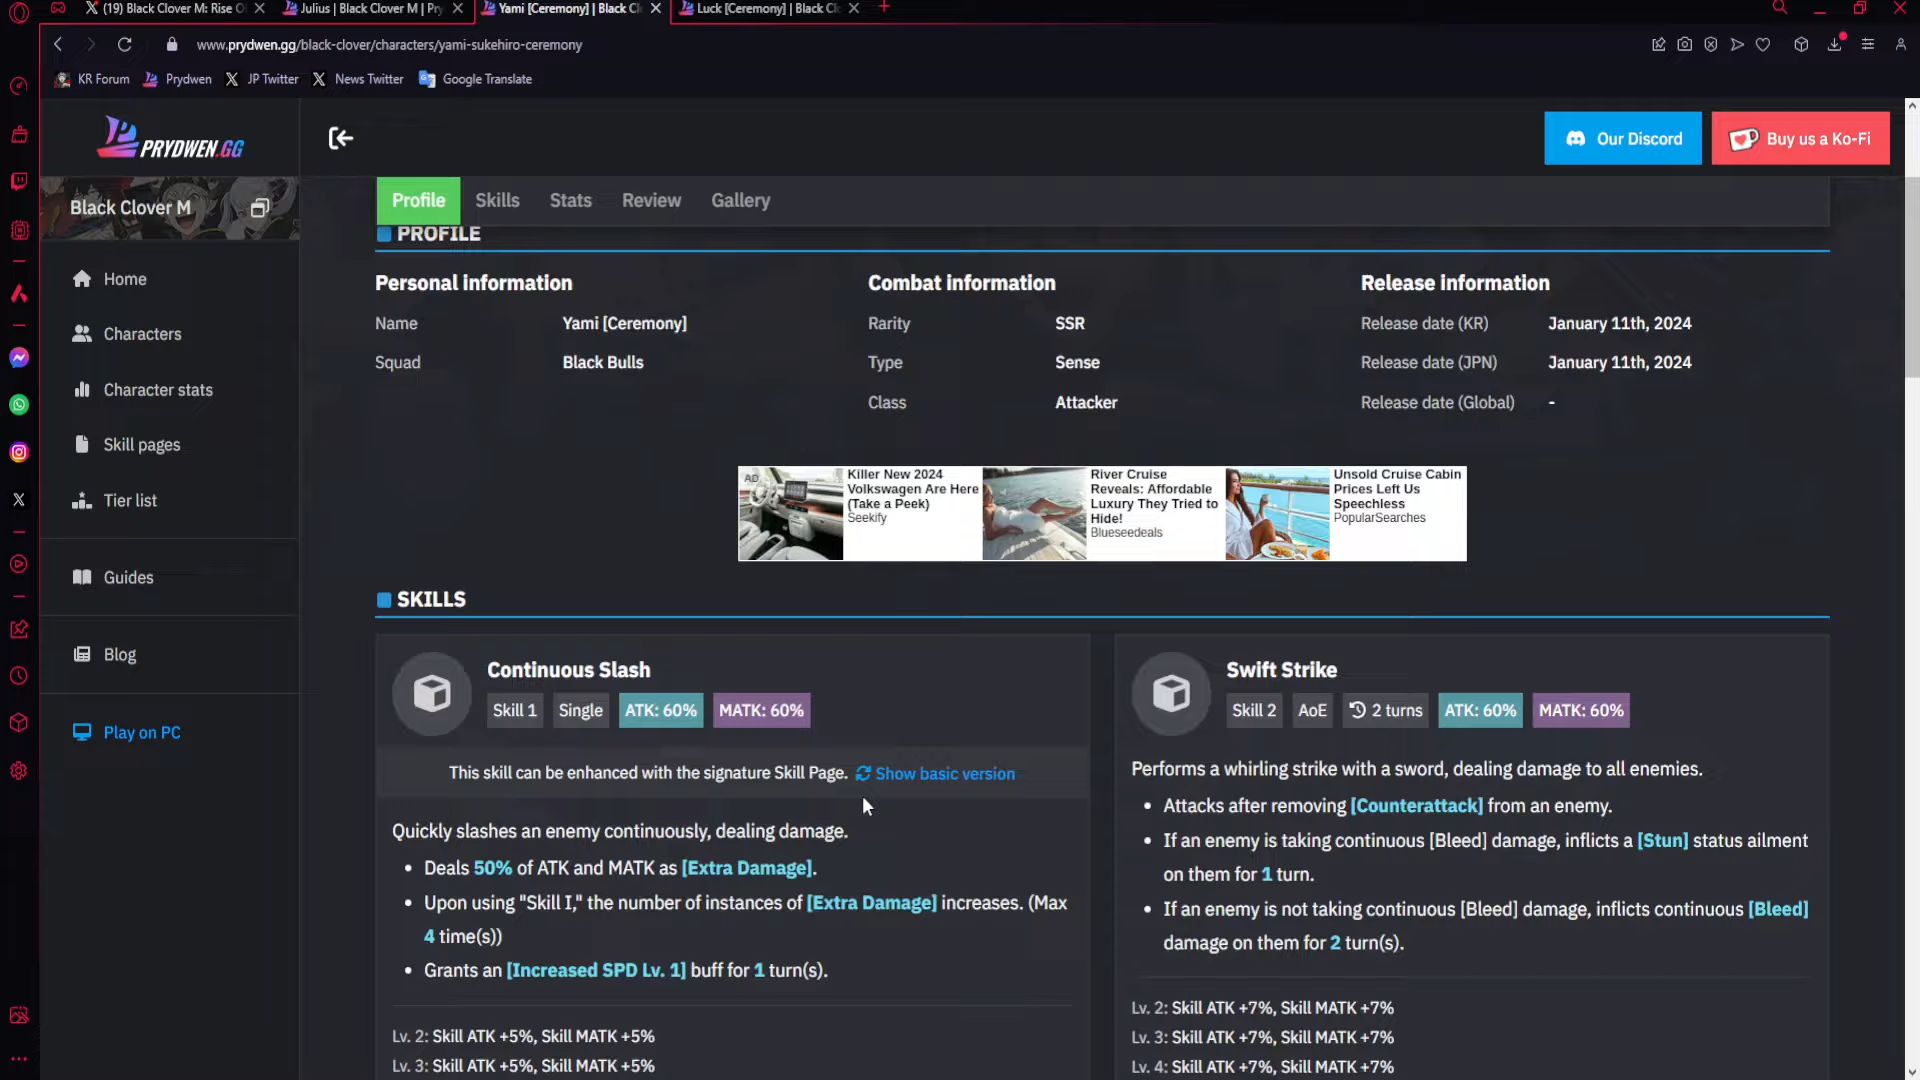 (19) Black Clover M: Rise O
Julius | Black Clover M | Pry
Yami [Ceremony] | Black Cl
Luck [Ceremony] | Black Cl
www.prydwen.gg/black-clover/characters/yami-sukehiro-ceremony
KR Forum
Prydwen
JP Twitter
News Twitter
Google Translate
PRYDWEN.GG
Our Discord
Buy us a Ko-Fi
Black Clover M
Home
Characters
Character stats
Skill pages
Tier list
Guides
Blog
Play on PC
Profile
Skills
Stats
Review
Gallery
PROFILE
Personal information
Name
Yami [Ceremony]
Squad
Black Bulls
Combat information
Rarity
SSR
Type
Sense
Class
Attacker
Release information
Release date (KR)
January 11th, 2024
Release date (JPN)
January 11th, 2024
Release date (Global)
-
AD
Killer New 2024
Volkswagen Are Here
(Take a Peek)
Seekify
River Cruise
Reveals: Affordable
Luxury They Tried to
Hide!
Blueseedeals
Unsold Cruise Cabin
Prices Left Us
Speechless
PopularSearches
SKILLS
Continuous Slash
Skill 1
Single
ATK: 60%
MATK: 60%
This skill can be enhanced with the signature Skill Page. Show basic version
Quickly slashes an enemy continuously, dealing damage.
• Deals 50% of ATK and MATK as [Extra Damage].
• Upon using "Skill I," the number of instances of [Extra Damage] increases. (Max
4 time(s))
• Grants an [Increased SPD Lv. 1] buff for 1 turn(s).
Lv. 2: Skill ATK +5%, Skill MATK +5%
Lv. 3: Skill ATK +5%, Skill MATK +5%
Swift Strike
Skill 2
AoE
2 turns
ATK: 60%
MATK: 60%
Performs a whirling strike with a sword, dealing damage to all enemies.
• Attacks after removing [Counterattack] from an enemy.
• If an enemy is taking continuous [Bleed] damage, inflicts a [Stun] status ailment
on them for 1 turn.
• If an enemy is not taking continuous [Bleed] damage, inflicts continuous [Bleed]
damage on them for 2 turn(s).
Lv. 2: Skill ATK +7%, Skill MATK +7%
Lv. 3: Skill ATK +7%, Skill MATK +7%
Lv. 4: Skill ATK +7%, Skill MATK +7%